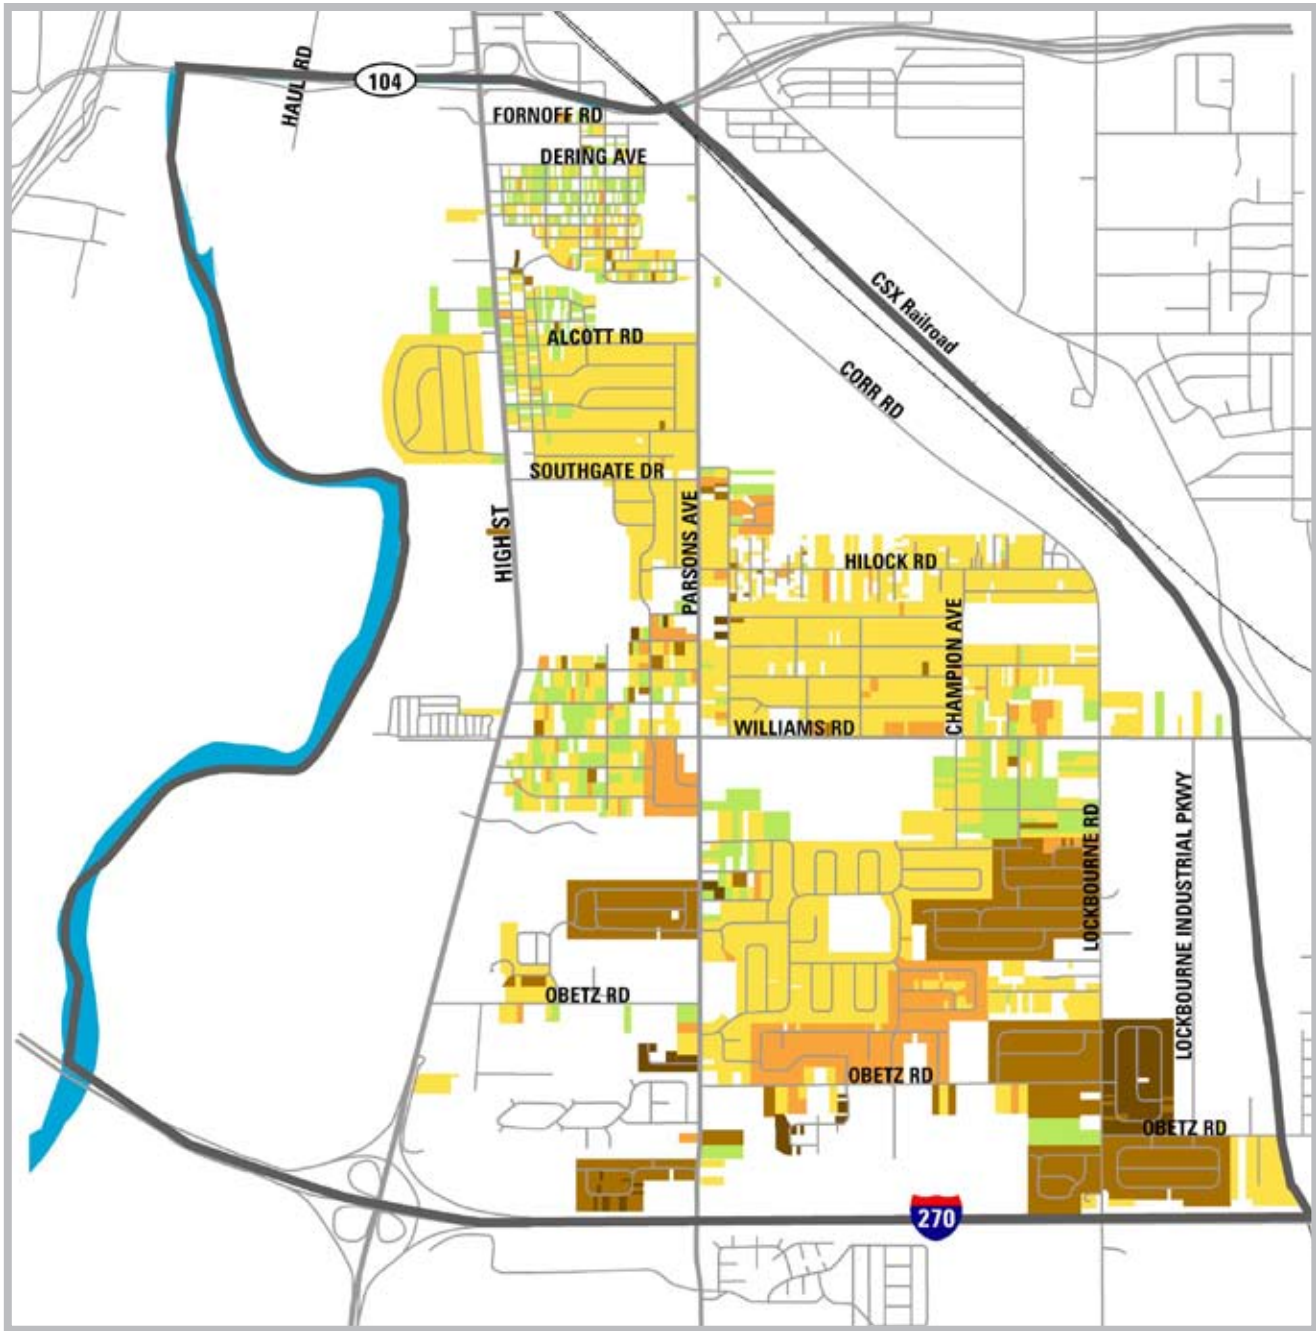 HAUL RD
104
FORNOFF RD
DERING AVE
CSX Railroad
ALCOTT RD
CORR RD
SOUTHGATE DR
HIGH ST
PARSONS AVE
HILOCK RD
CHAMPION AVE
WILLIAMS RD
LOCKBOURNE RD
LOCKBOURNE INDUSTRIAL PKWY
OBETZ RD
OBETZ RD
OBETZ RD
270